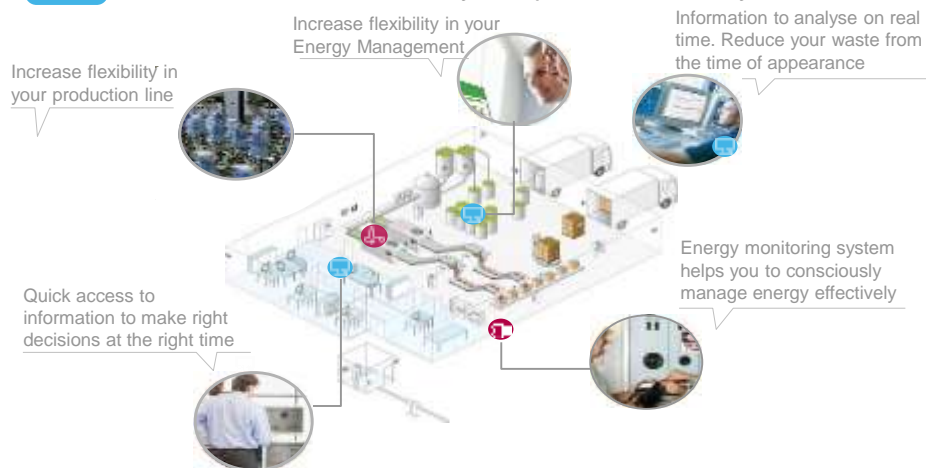 Increase flexibility in your
Energy Management
Information to analyse on real
time. Reduce your waste from
the time of appearance
Increase flexibility in
your production line
Energy monitoring system
helps you to consciously
manage energy effectively
Quick access to
information to make right
decisions at the right time